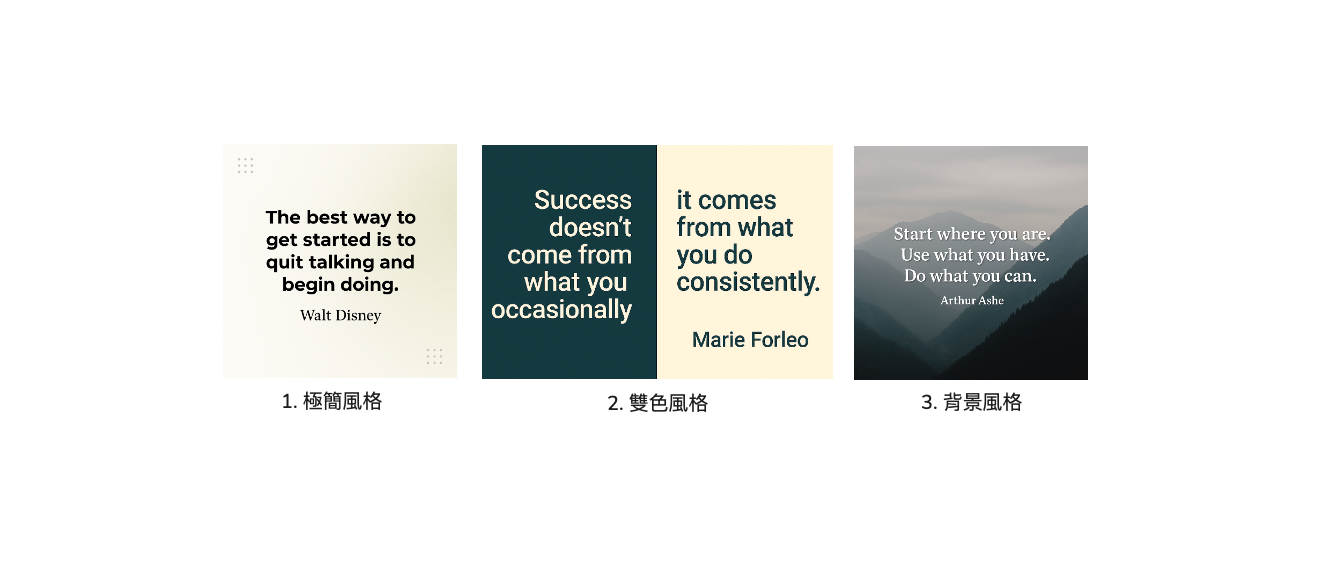 The best way to
get started is to
quit talking and
begin doing.
Walt Disney
1. 極簡風格
Success
doesn't
come from
what you
occasionally
it comes
from what
you do
consistently.
Marie Forleo
2. 雙色風格
Start where you are.
Use what you have.
Do what you can.
Arthur Ashe
3. 背景風格